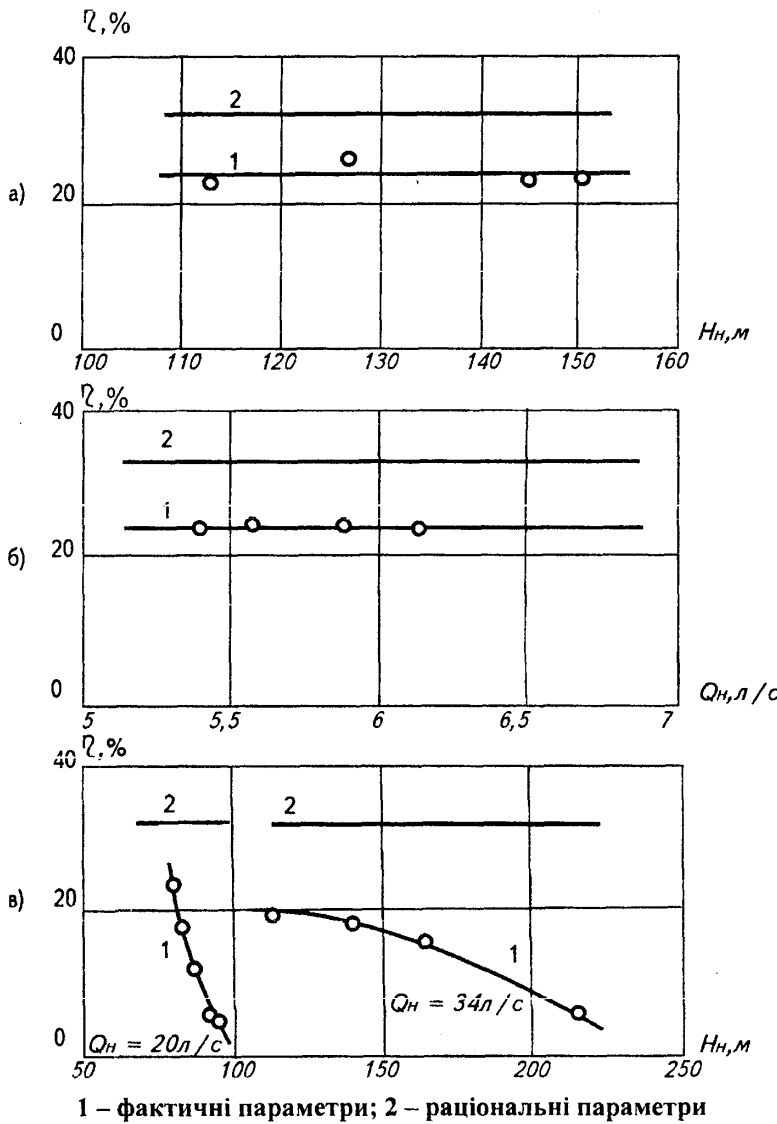 η,%
40
2
1
а)
20
0
Hн,м
100 110 120 130 140 150 160
η,%
40
2
1
б)
20
0
Qн,л/с
5 5,5 6 6,5 7
η,%
40
2 2
20
в)
1 1
Qн = 34л/с
0
Qн = 20л/с
Hн,м
50 100 150 200 250
1 – фактичні параметри; 2 – раціональні параметри